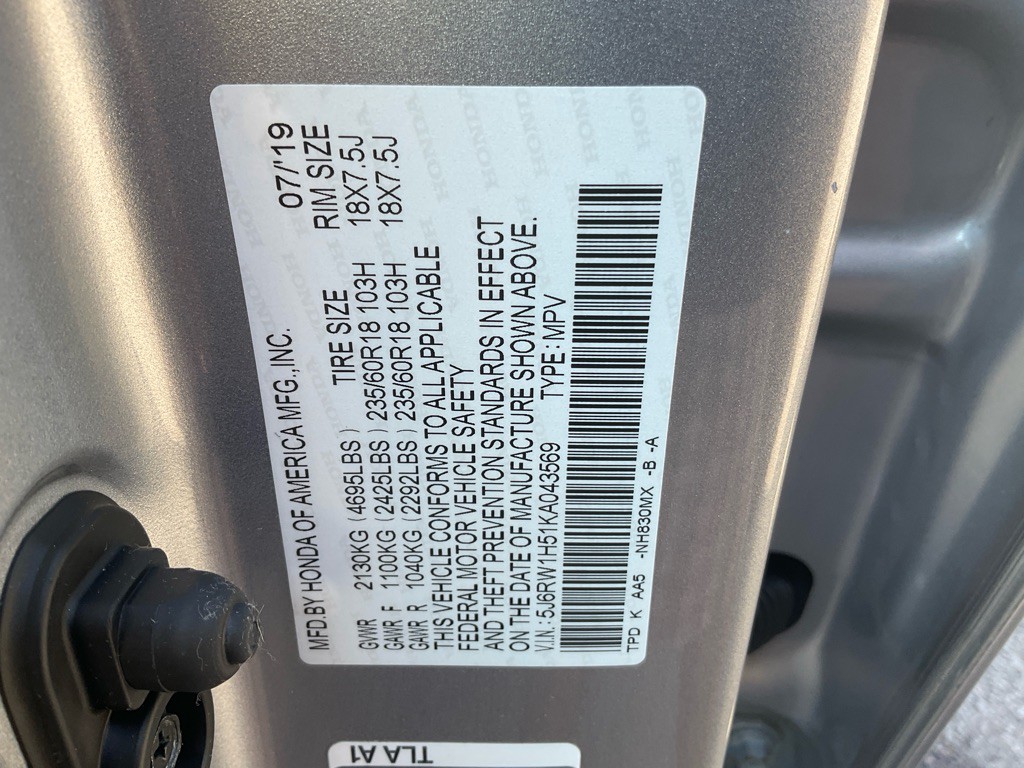 MFD.BY HONDA OF AMERICA MFG.,INC. 07/'19
GVWR 2130KG (4695LBS) TIRE SIZE RIM SIZE
GAWR F 1100KG (2425LBS) 235/60R18 103H 18X7.5J
GAWR R 1040KG (2292LBS) 235/60R18 103H 18X7.5J
THIS VEHICLE CONFORMS TO ALL APPLICABLE
FEDERAL MOTOR VEHICLE SAFETY
AND THEFT PREVENTION STANDARDS IN EFFECT
ON THE DATE OF MANUFACTURE SHOWN ABOVE.
V.I.N.: 5J6RW1H51KA043569 TYPE: MPV
TPD K AA5 -NH830MX -B -A
TLA A1